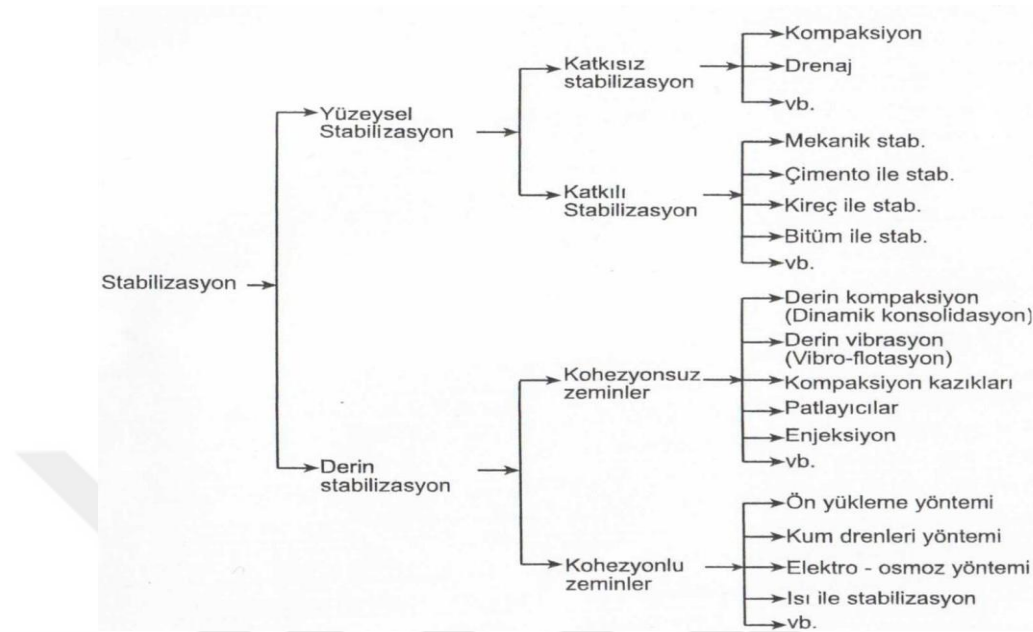 Stabilizasyon
Yüzeysel
Stabilizasyon
Katkısız
stabilizasyon
Kompaksiyon
Drenaj
vb.
Katkılı
Stabilizasyon
Mekanik stab.
Çimento ile stab.
Kireç ile stab.
Bitüm ile stab.
vb.
Derin
stabilizasyon
Kohezyonsuz
zeminler
Derin kompaksiyon
(Dinamik konsolidasyon)
Derin vibrasyon
(Vibro-flotasyon)
Kompaksiyon kazıkları
Patlayıcılar
Enjeksiyon
vb.
Kohezyonlu
zeminler
Ön yükleme yöntemi
Kum drenleri yöntemi
Elektro - osmoz yöntemi
Isı ile stabilizasyon
vb.